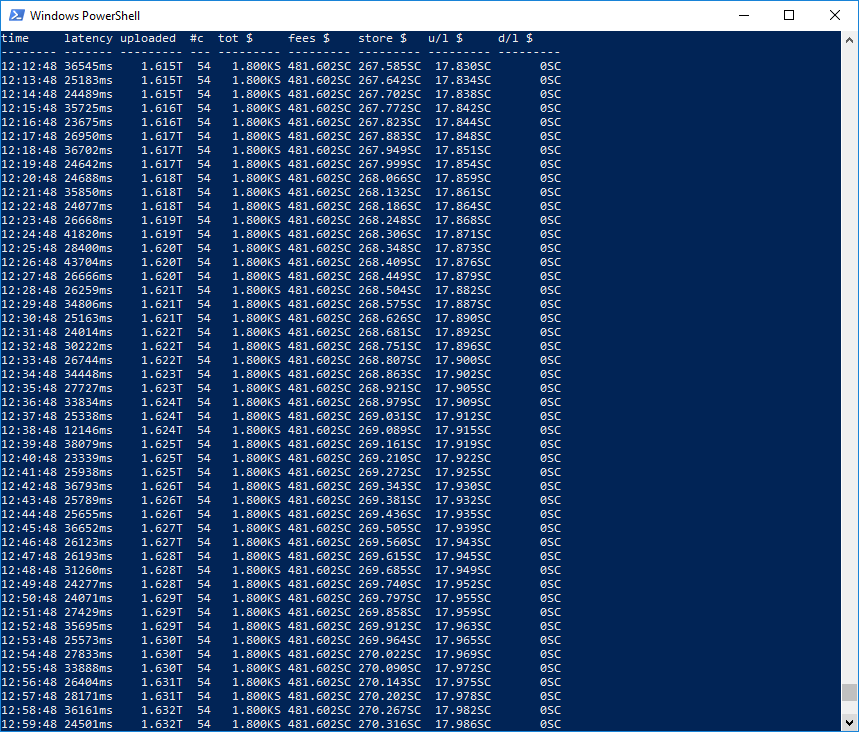 Windows PowerShell
time latency uploaded #c tot $ fees $ store $ u/l $ d/l $
-------- ------- -------- --- --------- --------- --------- --------- ---------
12:12:48 36545ms 1.615T 54 1.800KS 481.602SC 267.585SC 17.830SC 0SC
12:13:48 25183ms 1.615T 54 1.800KS 481.602SC 267.642SC 17.834SC 0SC
12:14:48 24489ms 1.615T 54 1.800KS 481.602SC 267.702SC 17.838SC 0SC
12:15:48 35725ms 1.616T 54 1.800KS 481.602SC 267.772SC 17.842SC 0SC
12:16:48 23675ms 1.616T 54 1.800KS 481.602SC 267.823SC 17.844SC 0SC
12:17:48 26950ms 1.617T 54 1.800KS 481.602SC 267.883SC 17.848SC 0SC
12:18:48 36702ms 1.617T 54 1.800KS 481.602SC 267.949SC 17.851SC 0SC
12:19:48 24642ms 1.617T 54 1.800KS 481.602SC 267.999SC 17.854SC 0SC
12:20:48 24688ms 1.618T 54 1.800KS 481.602SC 268.066SC 17.859SC 0SC
12:21:48 35850ms 1.618T 54 1.800KS 481.602SC 268.132SC 17.861SC 0SC
12:22:48 24077ms 1.618T 54 1.800KS 481.602SC 268.186SC 17.864SC 0SC
12:23:48 26668ms 1.619T 54 1.800KS 481.602SC 268.248SC 17.868SC 0SC
12:24:48 41820ms 1.619T 54 1.800KS 481.602SC 268.306SC 17.871SC 0SC
12:25:48 28400ms 1.620T 54 1.800KS 481.602SC 268.348SC 17.873SC 0SC
12:26:48 43704ms 1.620T 54 1.800KS 481.602SC 268.409SC 17.876SC 0SC
12:27:48 26666ms 1.620T 54 1.800KS 481.602SC 268.449SC 17.879SC 0SC
12:28:48 26259ms 1.621T 54 1.800KS 481.602SC 268.504SC 17.882SC 0SC
12:29:48 34806ms 1.621T 54 1.800KS 481.602SC 268.575SC 17.887SC 0SC
12:30:48 25163ms 1.621T 54 1.800KS 481.602SC 268.626SC 17.890SC 0SC
12:31:48 24014ms 1.622T 54 1.800KS 481.602SC 268.681SC 17.892SC 0SC
12:32:48 30222ms 1.622T 54 1.800KS 481.602SC 268.751SC 17.896SC 0SC
12:33:48 26744ms 1.622T 54 1.800KS 481.602SC 268.807SC 17.900SC 0SC
12:34:48 34448ms 1.623T 54 1.800KS 481.602SC 268.863SC 17.902SC 0SC
12:35:48 27727ms 1.623T 54 1.800KS 481.602SC 268.921SC 17.905SC 0SC
12:36:48 33834ms 1.624T 54 1.800KS 481.602SC 268.979SC 17.909SC 0SC
12:37:48 25338ms 1.624T 54 1.800KS 481.602SC 269.031SC 17.912SC 0SC
12:38:48 12146ms 1.624T 54 1.800KS 481.602SC 269.089SC 17.915SC 0SC
12:39:48 38079ms 1.625T 54 1.800KS 481.602SC 269.161SC 17.919SC 0SC
12:40:48 23339ms 1.625T 54 1.800KS 481.602SC 269.210SC 17.922SC 0SC
12:41:48 25938ms 1.625T 54 1.800KS 481.602SC 269.272SC 17.925SC 0SC
12:42:48 36793ms 1.626T 54 1.800KS 481.602SC 269.343SC 17.930SC 0SC
12:43:48 25789ms 1.626T 54 1.800KS 481.602SC 269.381SC 17.932SC 0SC
12:44:48 25655ms 1.626T 54 1.800KS 481.602SC 269.436SC 17.935SC 0SC
12:45:48 36652ms 1.627T 54 1.800KS 481.602SC 269.505SC 17.939SC 0SC
12:46:48 26123ms 1.627T 54 1.800KS 481.602SC 269.560SC 17.943SC 0SC
12:47:48 26193ms 1.628T 54 1.800KS 481.602SC 269.615SC 17.945SC 0SC
12:48:48 31260ms 1.628T 54 1.800KS 481.602SC 269.685SC 17.949SC 0SC
12:49:48 24277ms 1.628T 54 1.800KS 481.602SC 269.740SC 17.952SC 0SC
12:50:48 24071ms 1.629T 54 1.800KS 481.602SC 269.797SC 17.955SC 0SC
12:51:48 27429ms 1.629T 54 1.800KS 481.602SC 269.858SC 17.959SC 0SC
12:52:48 35695ms 1.629T 54 1.800KS 481.602SC 269.912SC 17.963SC 0SC
12:53:48 25573ms 1.630T 54 1.800KS 481.602SC 269.964SC 17.965SC 0SC
12:54:48 27833ms 1.630T 54 1.800KS 481.602SC 270.022SC 17.969SC 0SC
12:55:48 33888ms 1.630T 54 1.800KS 481.602SC 270.090SC 17.972SC 0SC
12:56:48 26404ms 1.631T 54 1.800KS 481.602SC 270.143SC 17.975SC 0SC
12:57:48 28171ms 1.631T 54 1.800KS 481.602SC 270.202SC 17.978SC 0SC
12:58:48 36161ms 1.632T 54 1.800KS 481.602SC 270.267SC 17.982SC 0SC
12:59:48 24501ms 1.632T 54 1.800KS 481.602SC 270.316SC 17.986SC 0SC